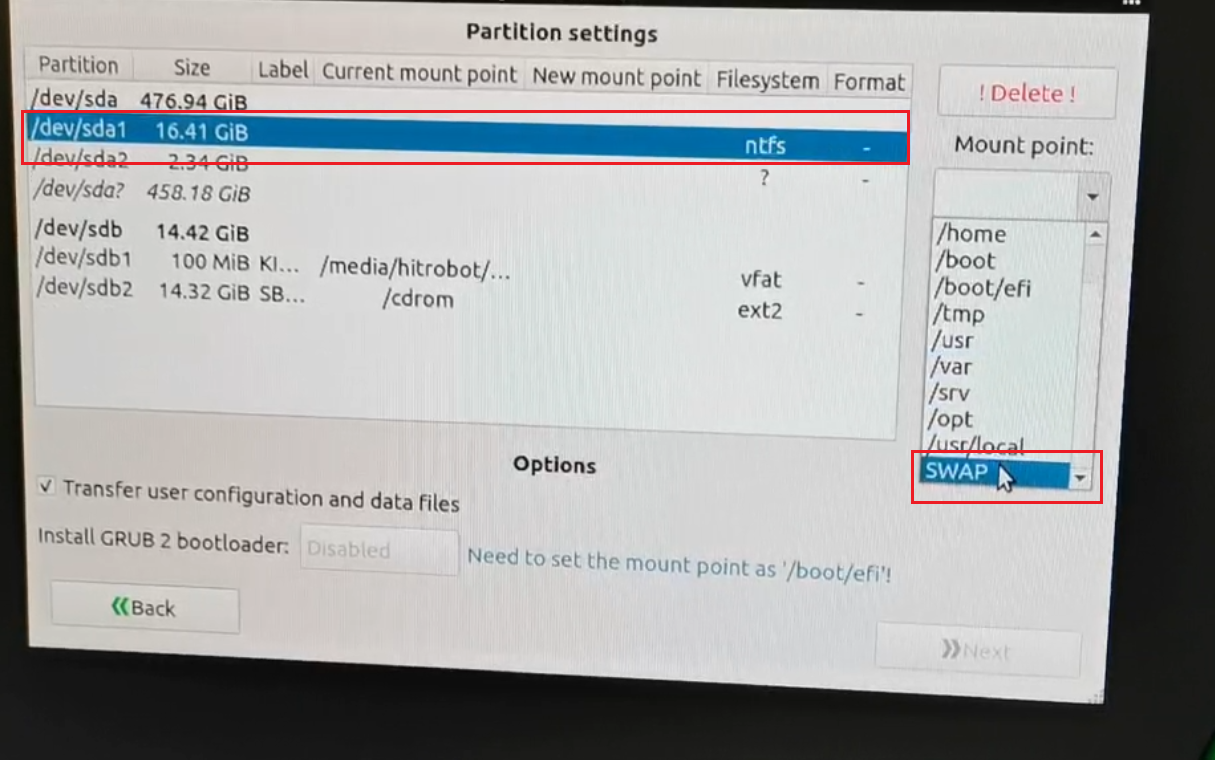 Partition settings
Partition Size Label Current mount point New mount point Filesystem Format
/dev/sda 476.94 GiB
/dev/sda1 16.41 GiB ntfs -
/dev/sda2 2.34 GiB ? -
/dev/sda? 458.18 GiB
/dev/sdb 14.42 GiB
/dev/sdb1 100 MiB KI... /media/hitrobot/... vfat -
/dev/sdb2 14.32 GiB SB... /cdrom ext2 -
! Delete !
Mount point:
/home
/boot
/boot/efi
/tmp
/usr
/var
/srv
/opt
/usr/local
SWAP
Options
✓ Transfer user configuration and data files
Install GRUB 2 bootloader: Disabled Need to set the mount point as '/boot/efi'!
Back
Next